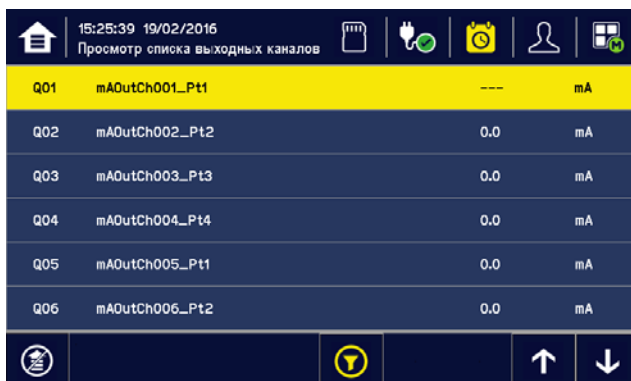 15:25:39 19/02/2016
Просмотр списка выходных каналов
Q01 mAOutCh001_Pt1 --- mA
Q02 mAOutCh002_Pt2 0.0 mA
Q03 mAOutCh003_Pt3 0.0 mA
Q04 mAOutCh004_Pt4 0.0 mA
Q05 mAOutCh005_Pt1 0.0 mA
Q06 mAOutCh006_Pt2 0.0 mA